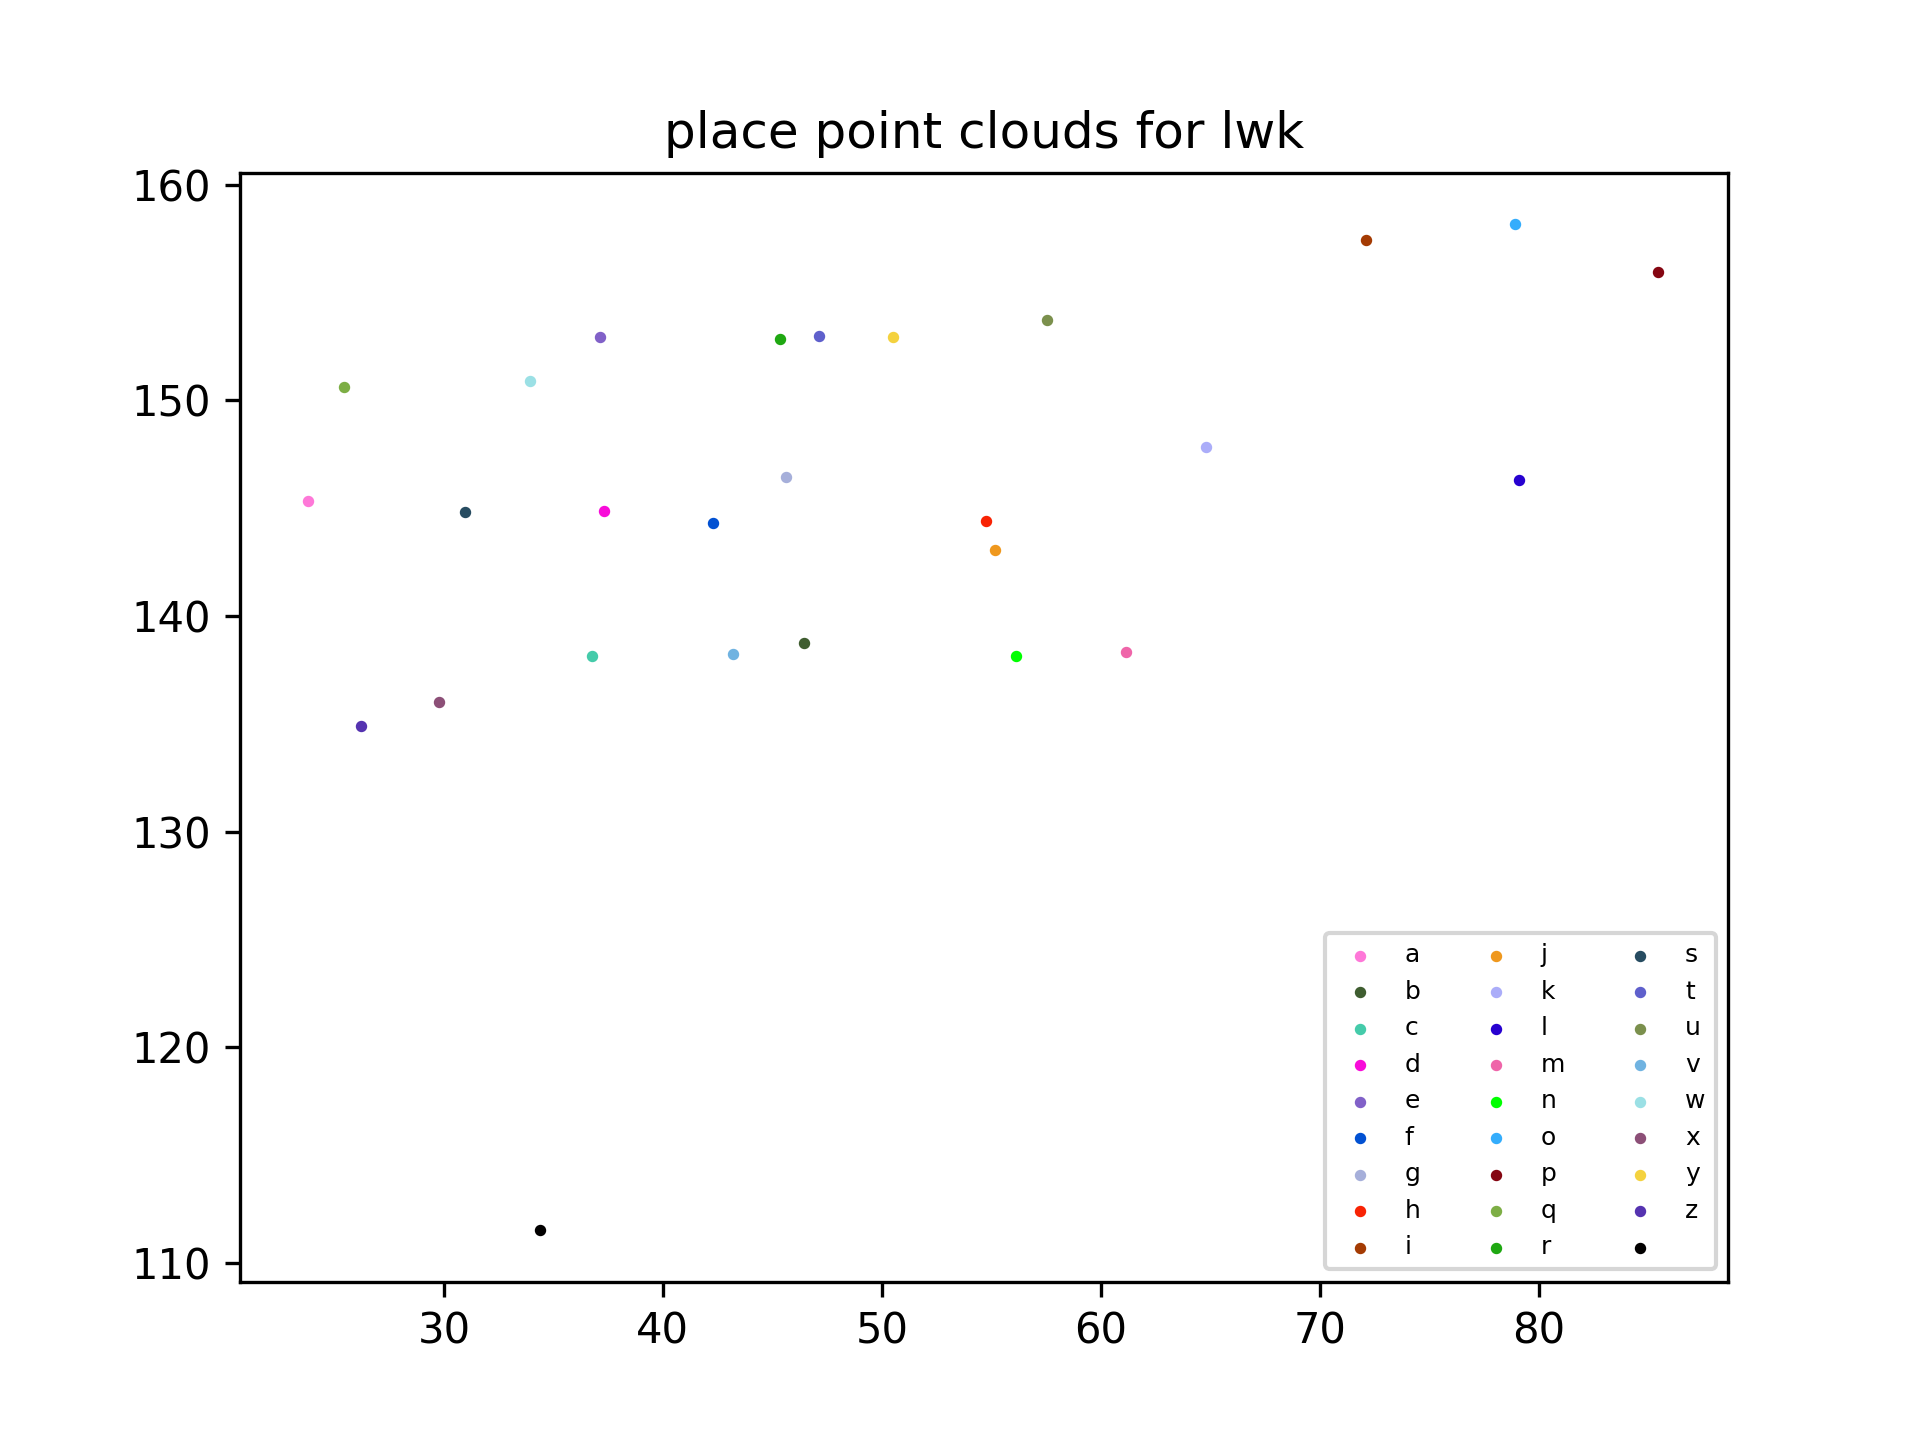 place point clouds for lwk
160
150
140
130
120
110
30 40 50 60 70 80
a j s
b k t
c l u
d m v
e n w
f o x
g p y
h q z
i r